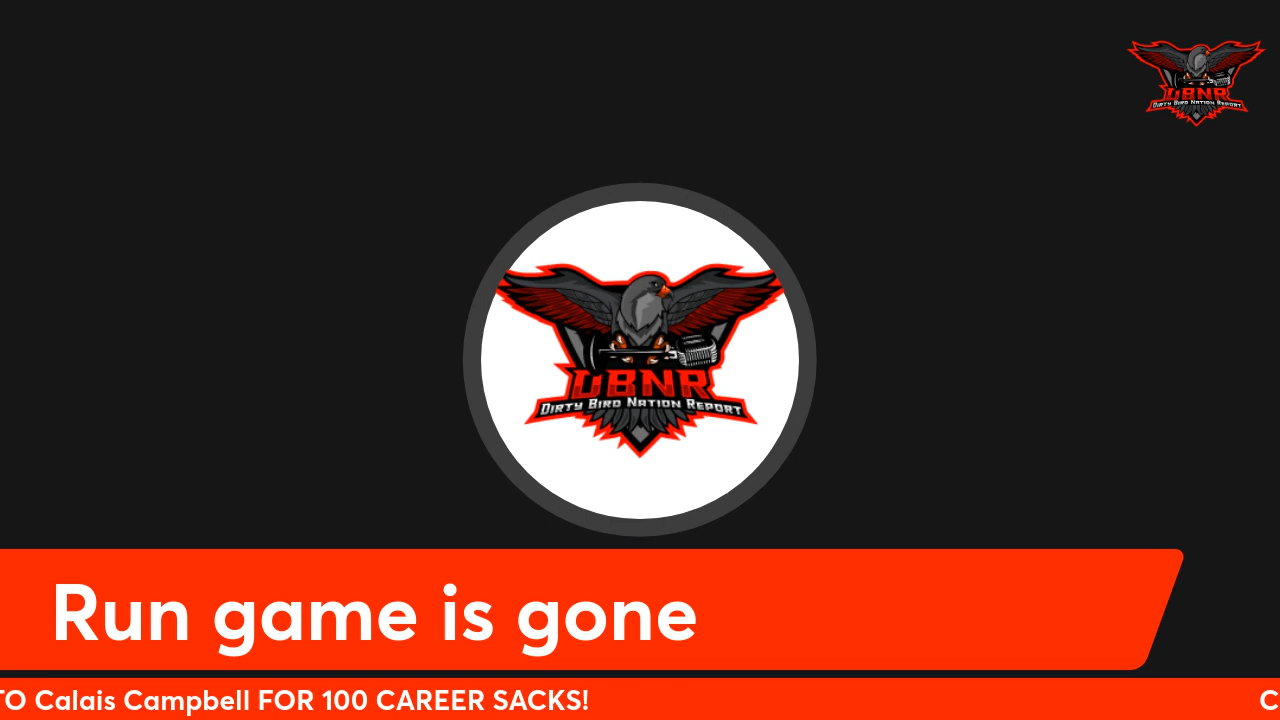 DBNR
DIRTY BIRD NATION REPORT
DBNR
DIRTY BIRD NATION REPORT
Run game is gone
TO Calais Campbell FOR 100 CAREER SACKS!
C